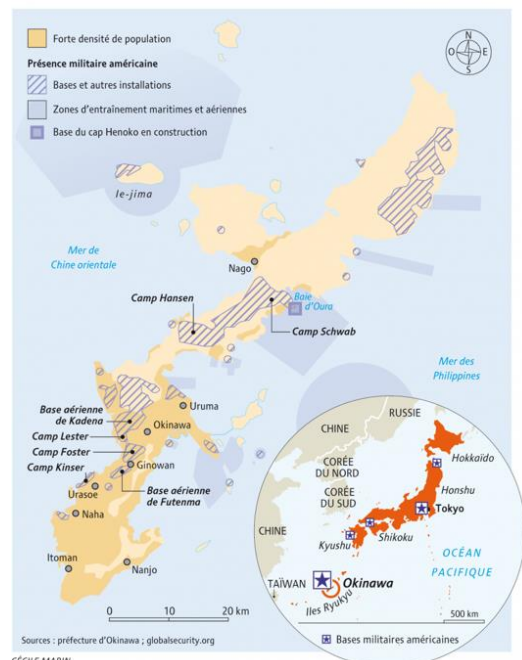 Forte densité de population
Présence militaire américaine
Bases et autres installations
Zones d'entraînement maritimes et aériennes
Base du cap Henoko en construction
N
O
E
S
Ie-jima
Mer de
Chine orientale
Nago
Baie
d'Oura
Camp Hansen
Camp Schwab
Mer des
Philippines
Base aérienne
de Kadena
Uruma
Okinawa
Camp Lester
Camp Foster
Camp Kinser
Ginowan
Urasoe
Base aérienne
de Futenma
Naha
Itoman
Nanjo
0
10
20 km
RUSSIE
CHINE
CORÉE
DU NORD
CORÉE
DU SUD
Hokkaïdo
Honshu
Tokyo
CHINE
Kyushu
Shikoku
OCÉAN
PACIFIQUE
TAÏWAN
Okinawa
Iles Ryukyu
500 km
Bases militaires américaines
Sources : préfecture d'Okinawa ; globalsecurity.org
CÉCILE MARIN